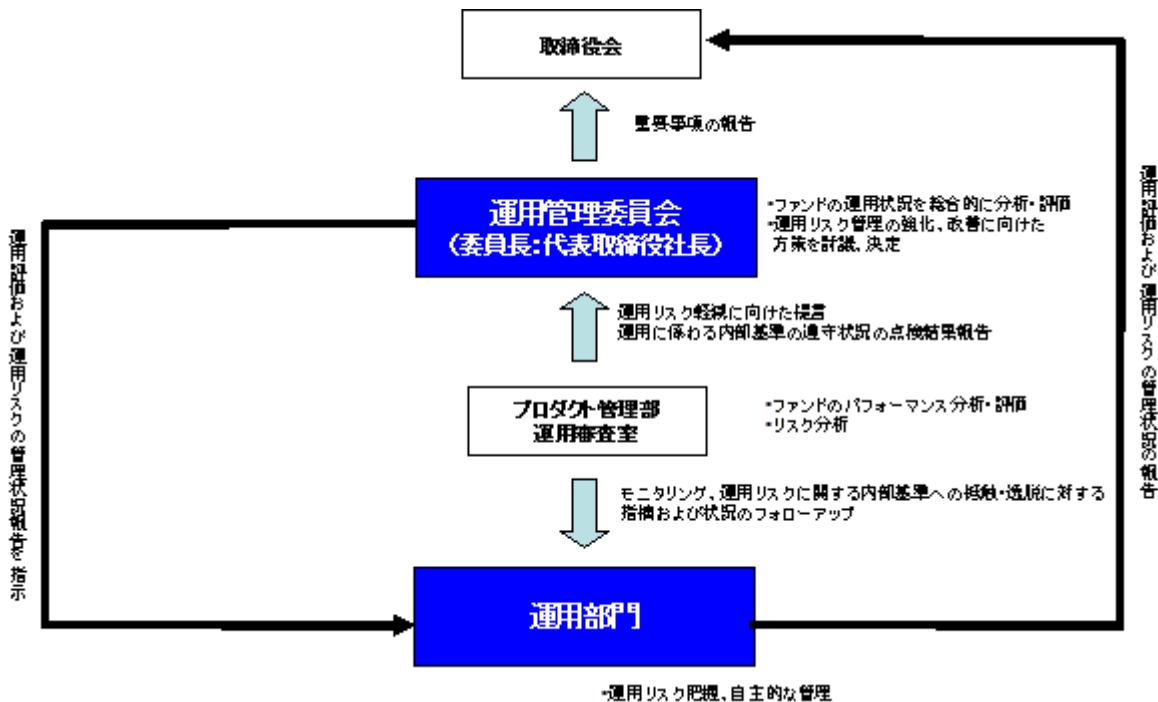 取締役会
重要事項の報告
運用管理委員会
(委員長:代表取締役社長)
・ファンドの運用状況を総合的に分析・評価
・運用リスク管理の強化、改善に向けた
方策を討議、決定
運用リスク軽減に向けた提言
運用に係わる内部基準の遵守状況の点検結果報告
プロダクト管理部
運用審査室
・ファンドのパフォーマンス分析・評価
・リスク分析
モニタリング、運用リスクに関する内部基準への抵触・逸脱に対する
指摘および状況のフォローアップ
運用部門
・運用リスク把握、自主的な管理
運用評価および運用リスクの管理状況報告を指示
運用評価および運用リスクの管理状況の報告